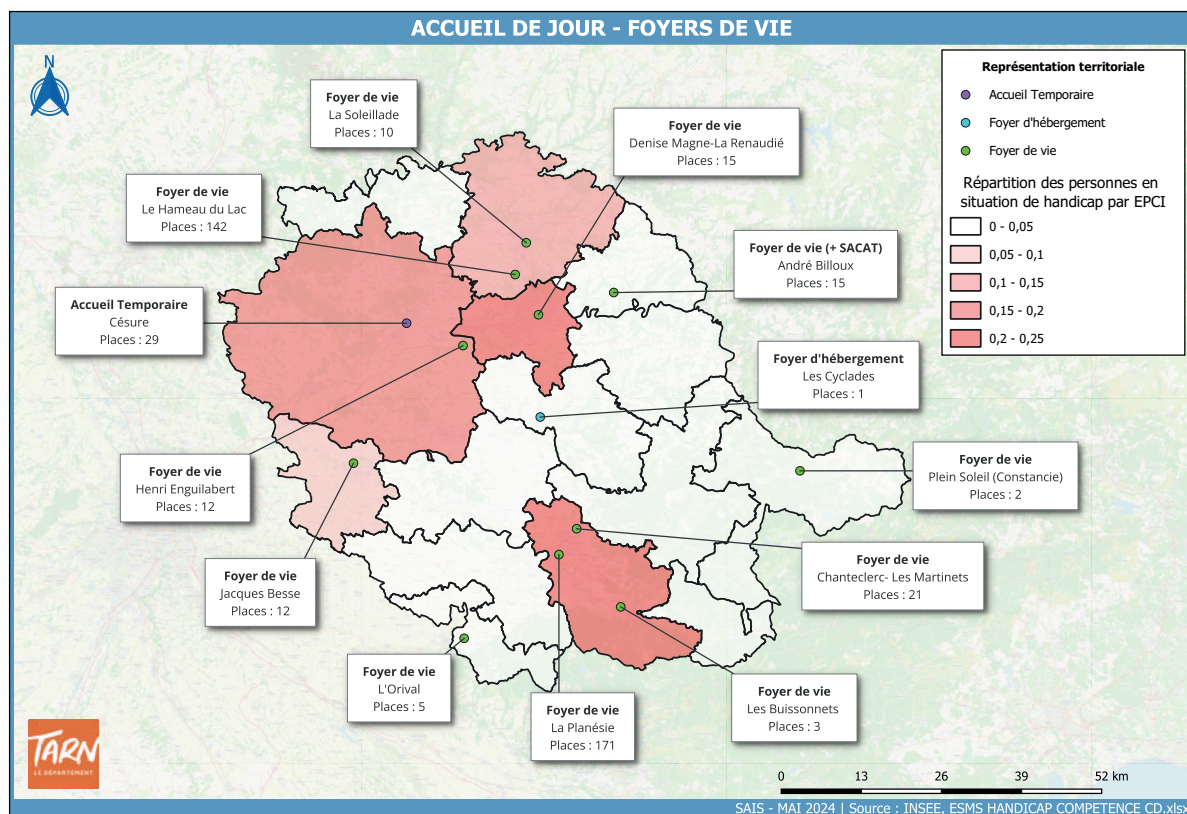 ACCUEIL DE JOUR - FOYERS DE VIE
N
Représentation territoriale
Accueil Temporaire
Foyer d'hébergement
Foyer de vie
Répartition des personnes en
situation de handicap par EPCI
0 - 0,05
0,05 - 0,1
0,1 - 0,15
0,15 - 0,2
0,2 - 0,25
Foyer de vie
La Soleillade
Places : 10
Foyer de vie
Denise Magne-La Renaudié
Places : 15
Foyer de vie
Le Hameau du Lac
Places : 142
Foyer de vie (+ SACAT)
André Billoux
Places : 15
Accueil Temporaire
Césure
Places : 29
Foyer d'hébergement
Les Cyclades
Places : 1
Foyer de vie
Henri Enguilabert
Places : 12
Foyer de vie
Plein Soleil (Constancie)
Places : 2
Foyer de vie
Jacques Besse
Places : 12
Foyer de vie
Chanteclerc- Les Martinets
Places : 21
Foyer de vie
L'Orival
Places : 5
Foyer de vie
La Planésie
Places : 171
Foyer de vie
Les Buissonnets
Places : 3
TARN
LE DÉPARTEMENT
0 13 26 39 52 km
SAIS - MAI 2024 | Source : INSEE, ESMS HANDICAP COMPETENCE CD.xlsx